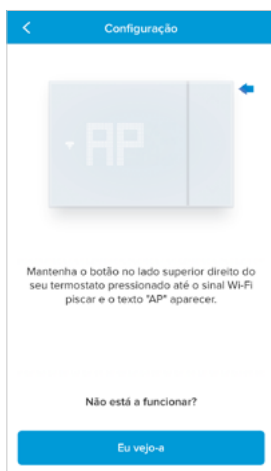 Configuração
AP
Mantenha o botão no lado superior direito do
seu termostato pressionado até o sinal Wi-Fi
piscar e o texto "AP" aparecer.
Não está a funcionar?
Eu vejo-a